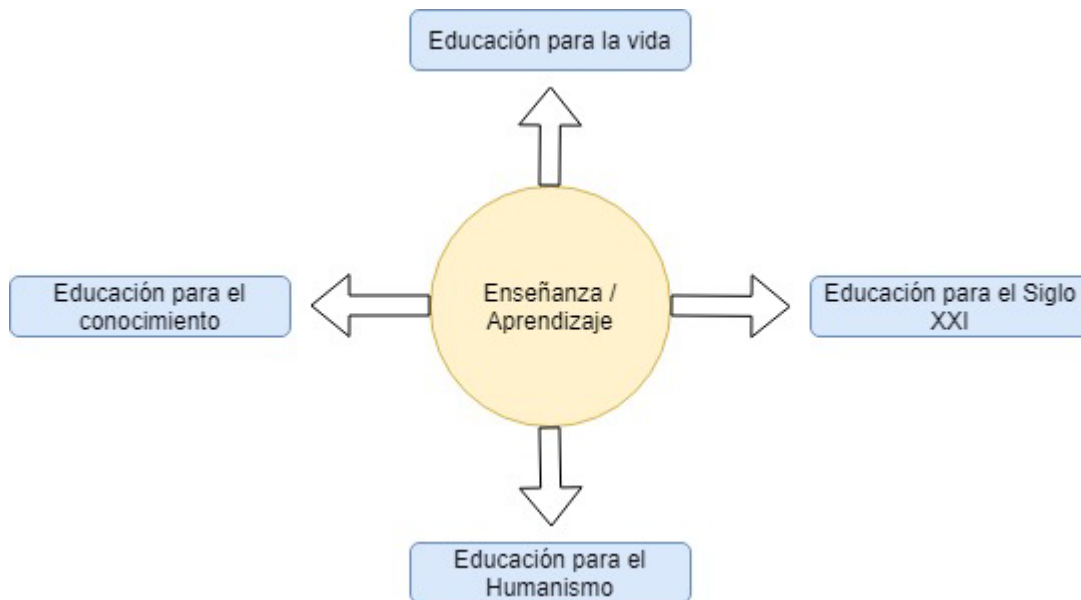 Educación para la vida
Educación para el
conocimiento
Enseñanza /
Aprendizaje
Educación para el Siglo
XXI
Educación para el
Humanismo